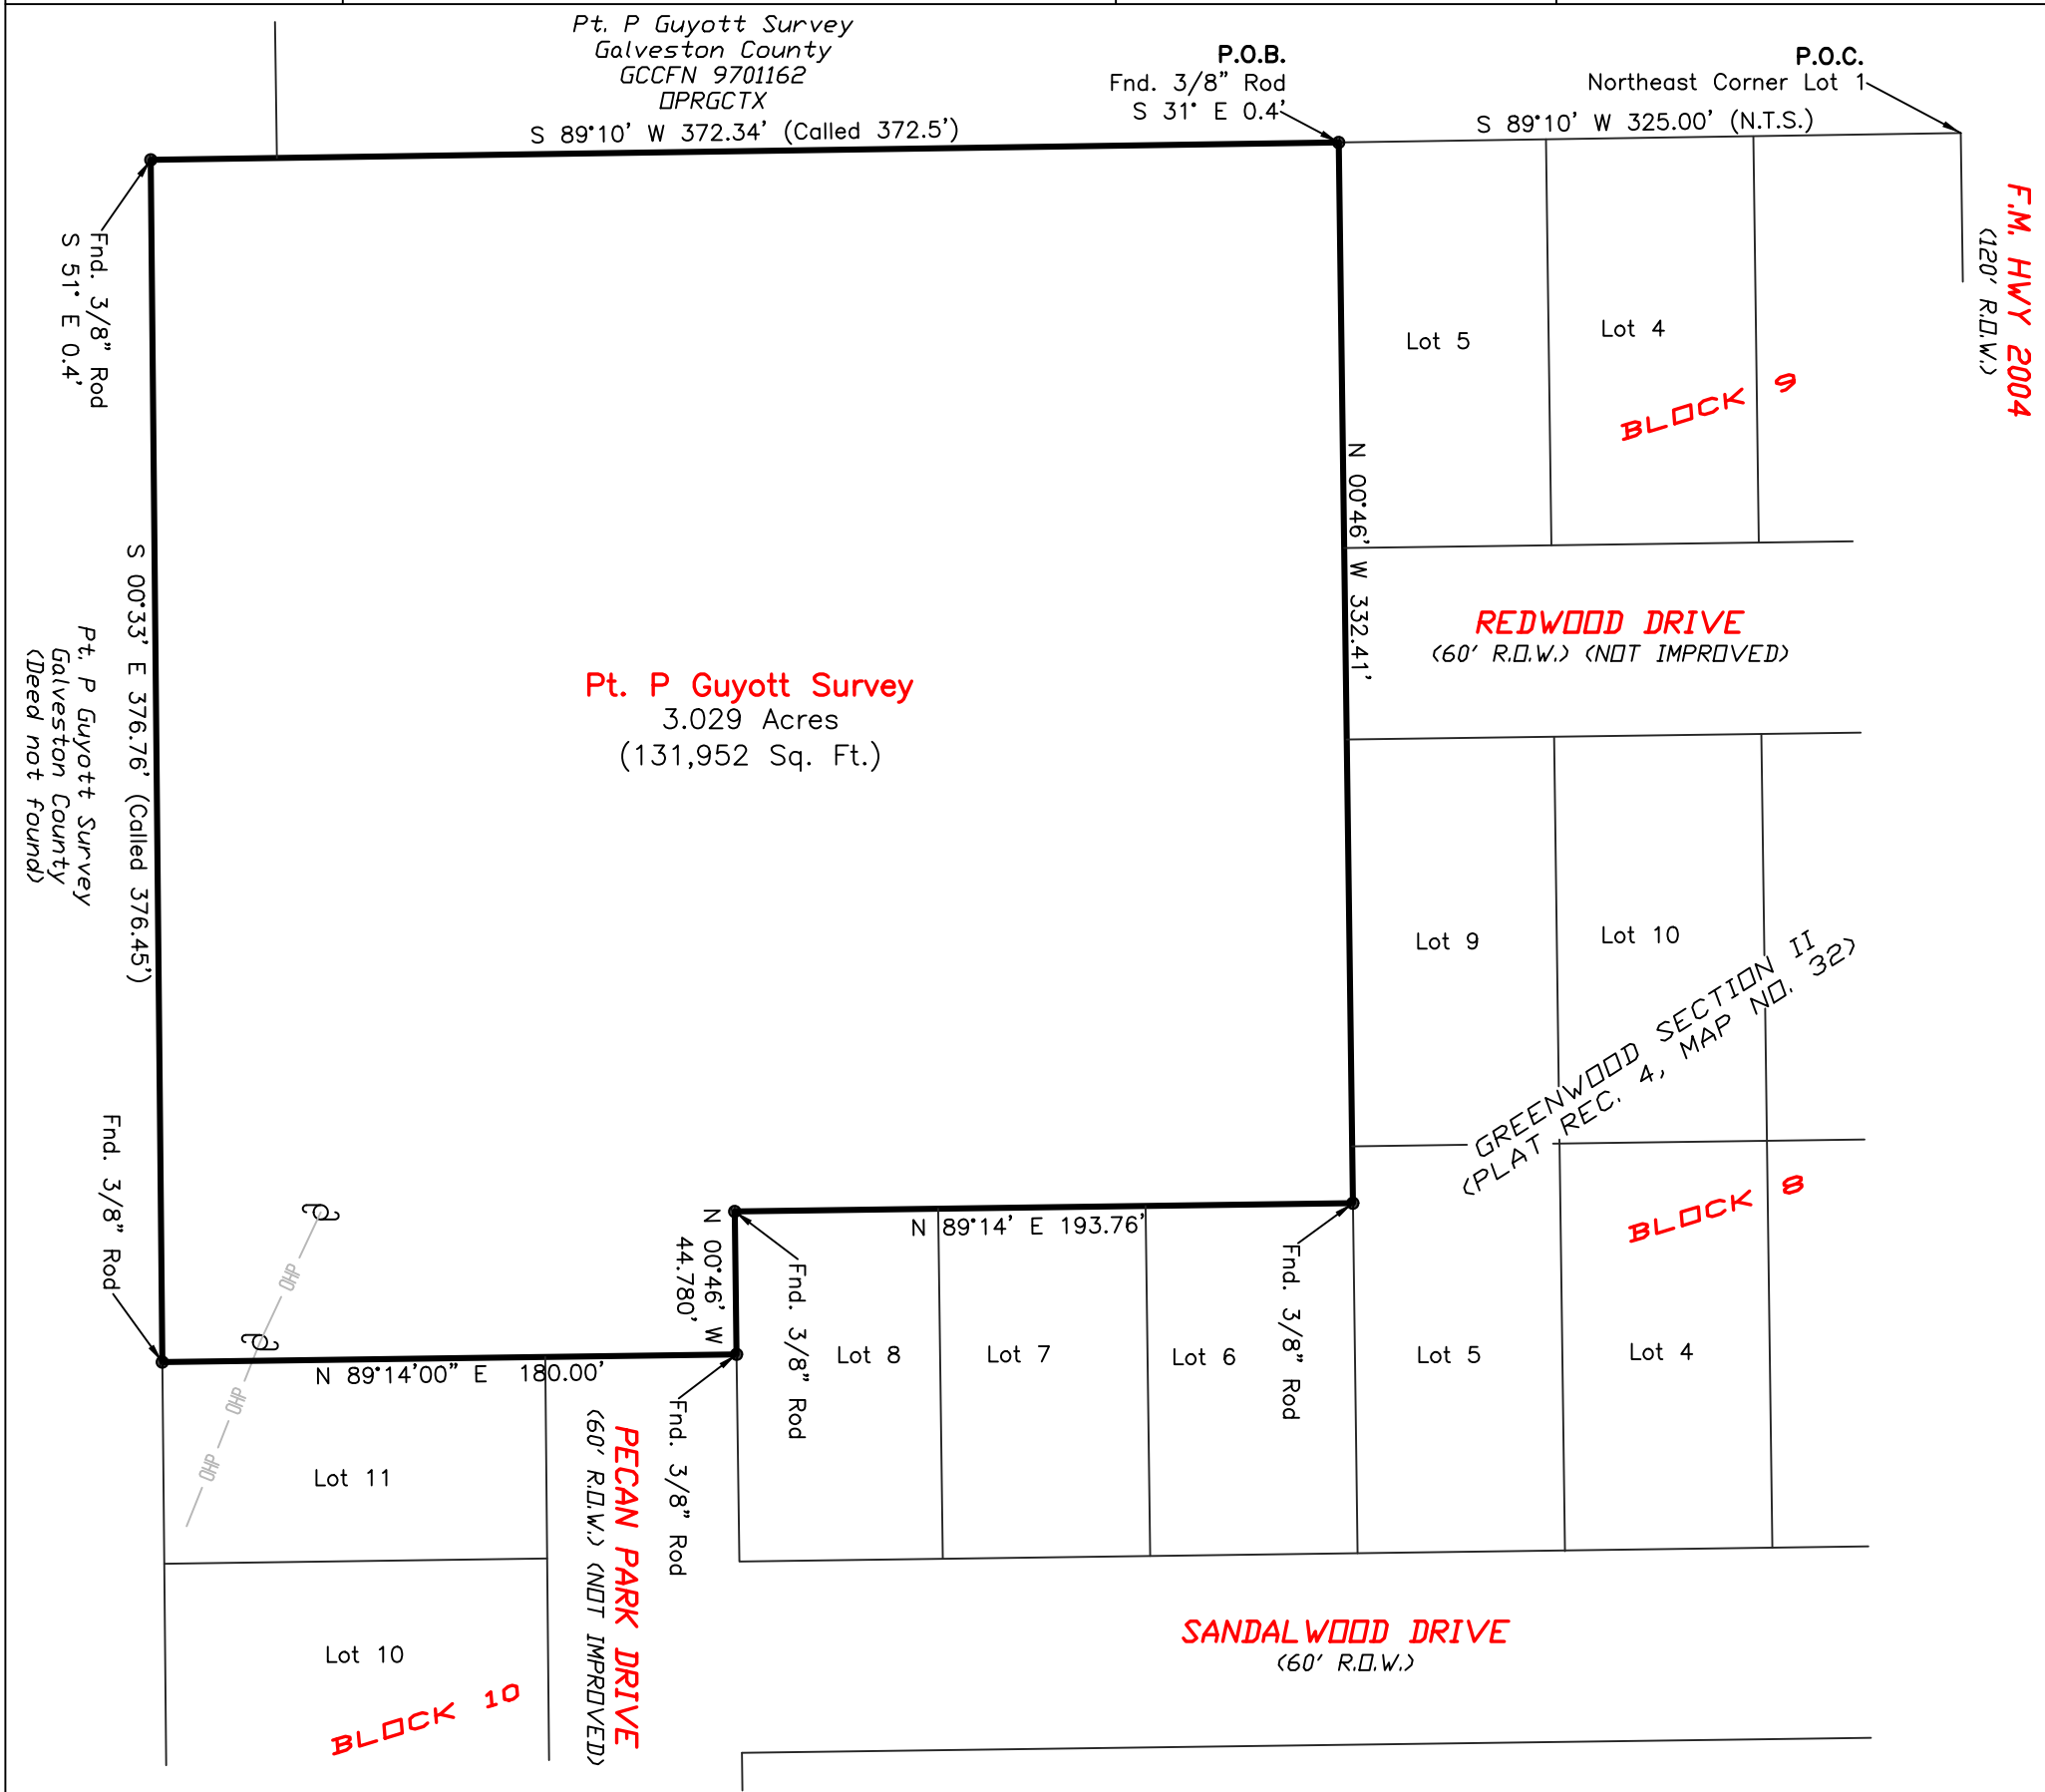 Pt. P Guyott Survey
Galveston County
GCCFN 9701162
OPRGCTX
S 89°10' W 372.34' (Called 372.5')
P.O.B.
Fnd. 3/8" Rod
S 31° E 0.4'
P.O.C.
Northeast Corner Lot 1
S 89°10' W 325.00' (N.T.S.)
F.M. HWY 2004
(120' R.O.W.)
Fnd. 3/8" Rod
S 51° E 0.4'
Lot 5
Lot 4
BLOCK 9
N 00°46' W 332.41'
REDWOOD DRIVE
(60' R.O.W.) (NOT IMPROVED)
S 00°33' E 376.76' (Called 376.45')
Pt. P Guyott Survey
Galveston County
(Deed not found)
Pt. P Guyott Survey
3.029 Acres
(131,952 Sq. Ft.)
Lot 9
Lot 10
GREENWOOD SECTION II
(PLAT REC. 4, MAP NO. 32)
BLOCK 8
Fnd. 3/8" Rod
OHP
OHP
OHP
N 00°46' W
44.780'
N 89°14' E 193.76'
Fnd. 3/8" Rod
Fnd. 3/8" Rod
Lot 8
Lot 7
Lot 6
Lot 5
Lot 4
N 89°14'00" E 180.00'
Fnd. 3/8" Rod
Lot 11
PECAN PARK DRIVE
(60' R.O.W.) (NOT IMPROVED)
Lot 10
BLOCK 10
SANDALWOOD DRIVE
(60' R.O.W.)